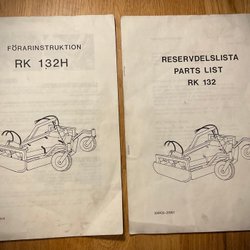 FÖRARINSTRUKTION
RK 132H
RESERVDELSLISTA
PARTS LIST
RK 132